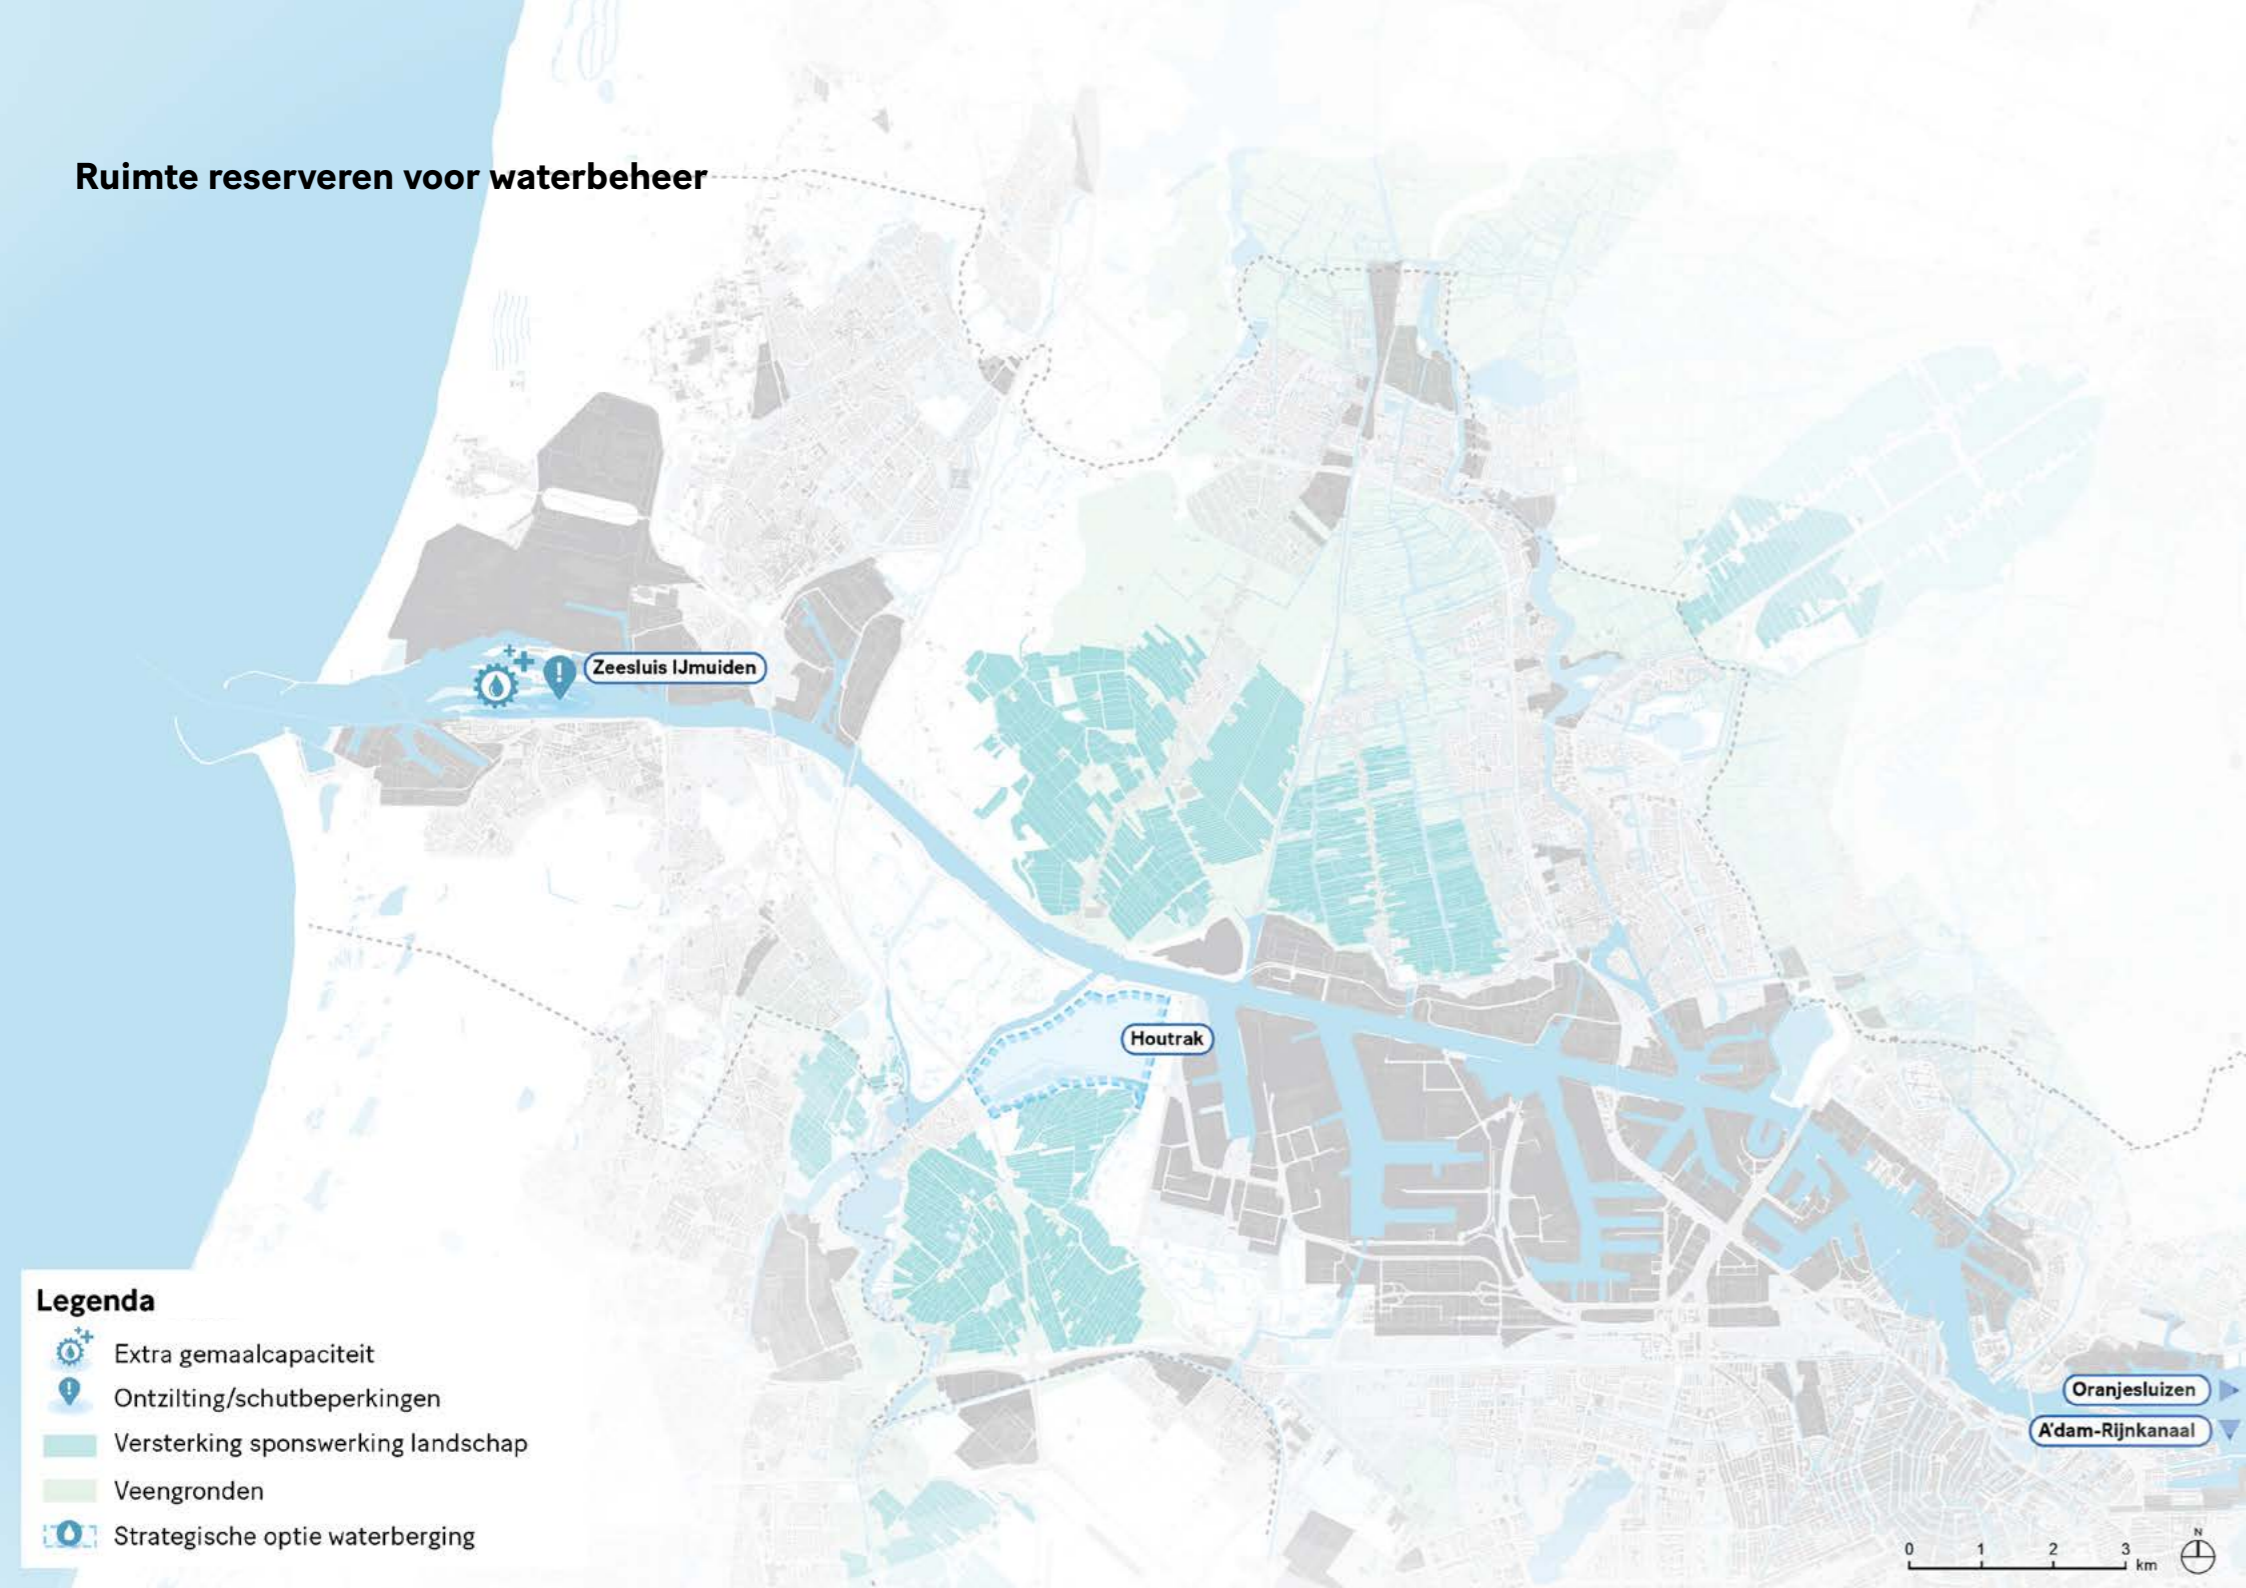 Ruimte reserveren voor waterbeheer
Zeesluis IJmuiden
Houtrak
Oranjesluizen
A'dam-Rijnkanaal
Legenda
Extra gemaalcapaciteit
Ontzilting/schutbeperkingen
Versterking sponswerking landschap
Veengronden
Strategische optie waterberging
0 1 2 3 km
N